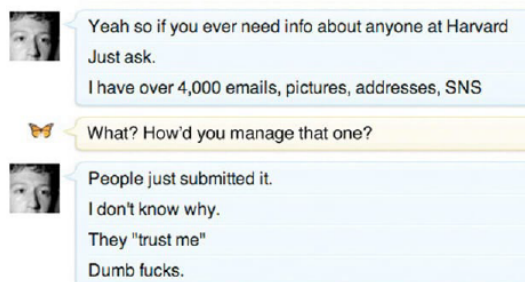 Yeah so if you ever need info about anyone at Harvard
Just ask.
I have over 4,000 emails, pictures, addresses, SNS
What? How'd you manage that one?
People just submitted it.
I don't know why.
They "trust me"
Dumb fucks.